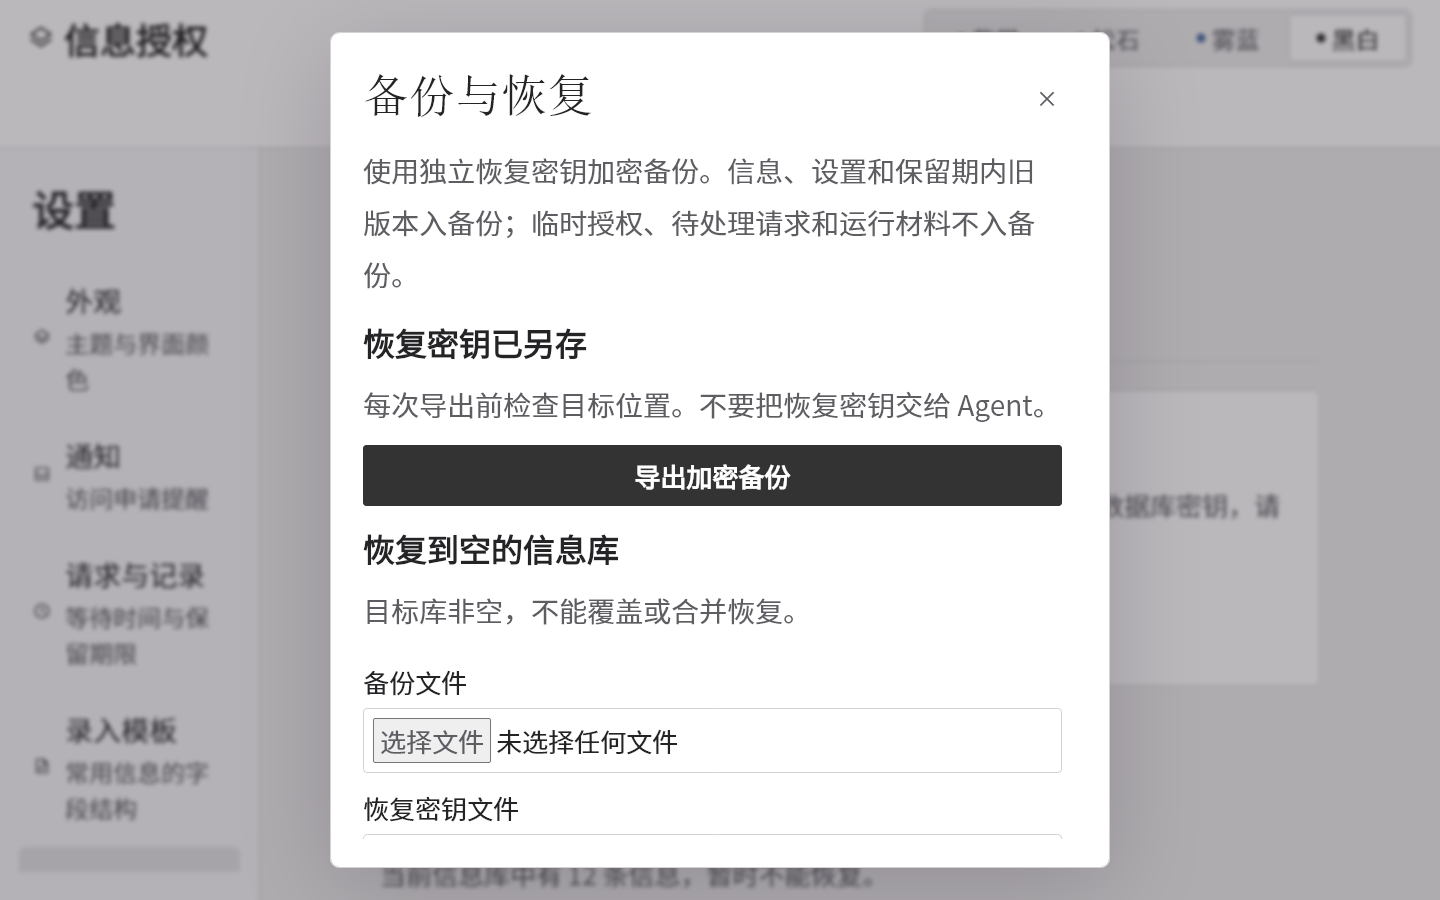 信息授权
石
雾蓝
黑白
设置
外观
主题与界面颜
色
通知
访问申请提醒
请求与记录
等待时间与保
留期限
录入模板
常用信息的字
段结构
备份与恢复
×
使用独立恢复密钥加密备份。信息、设置和保留期内旧
版本入备份；临时授权、待处理请求和运行材料不入备
份。
恢复密钥已另存
每次导出前检查目标位置。不要把恢复密钥交给 Agent。
导出加密备份
恢复到空的信息库
目标库非空，不能覆盖或合并恢复。
备份文件
选择文件 未选择任何文件
恢复密钥文件
数据库密钥，请
当前信息库中有 12 条信息，暂时不能恢复。